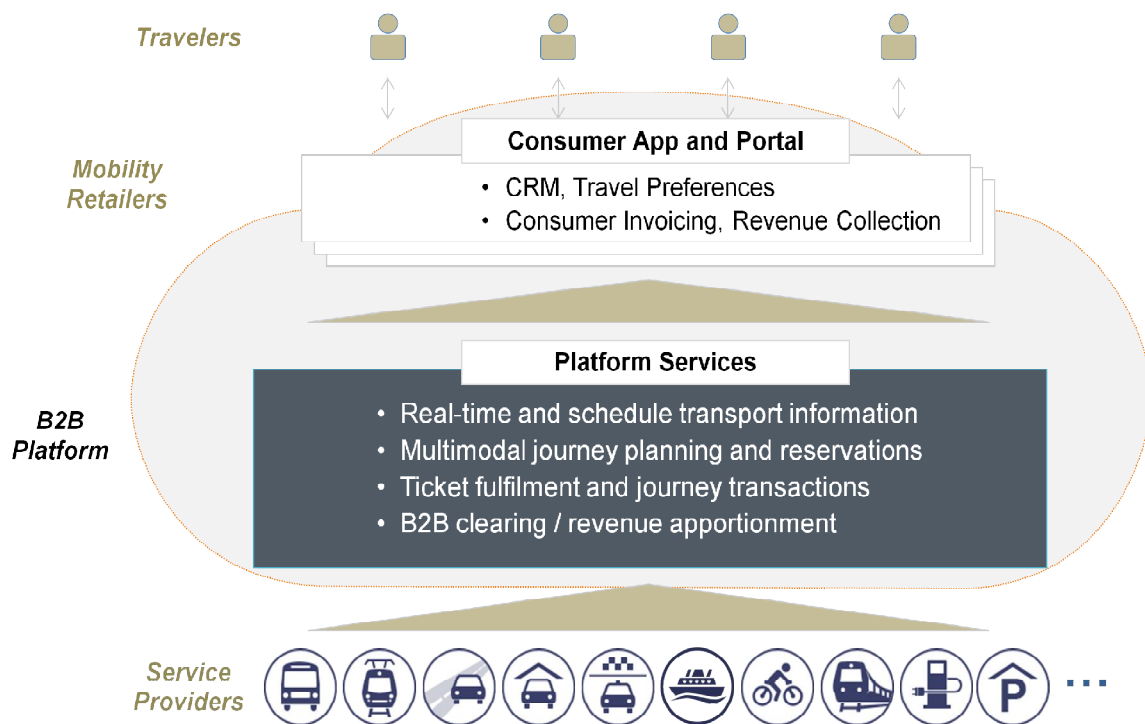 Travelers
Consumer App and Portal
Mobility
Retailers
• CRM, Travel Preferences
• Consumer Invoicing, Revenue Collection
Platform Services
B2B
Platform
• Real-time and schedule transport information
• Multimodal journey planning and reservations
• Ticket fulfilment and journey transactions
• B2B clearing / revenue apportionment
Service
Providers
P
...